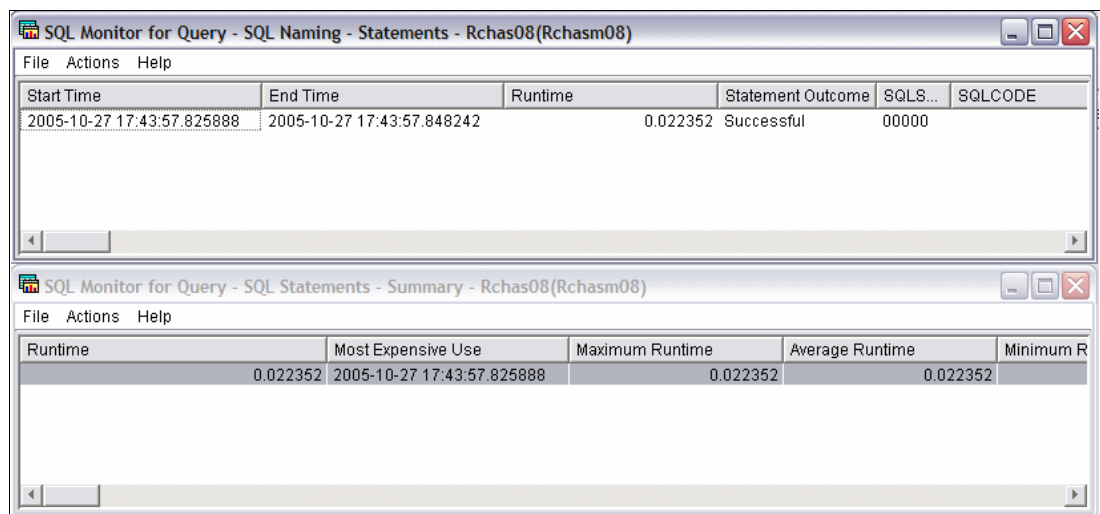 SQL Monitor for Query - SQL Naming - Statements - Rchas08(Rchasm08)
File Actions Help
Start Time End Time Runtime Statement Outcome SQLS... SQLCODE
2005-10-27 17:43:57.825888 2005-10-27 17:43:57.848242 0.022352 Successful 00000
SQL Monitor for Query - SQL Statements - Summary - Rchas08(Rchasm08)
File Actions Help
Runtime Most Expensive Use Maximum Runtime Average Runtime Minimum R
0.022352 2005-10-27 17:43:57.825888 0.022352 0.022352